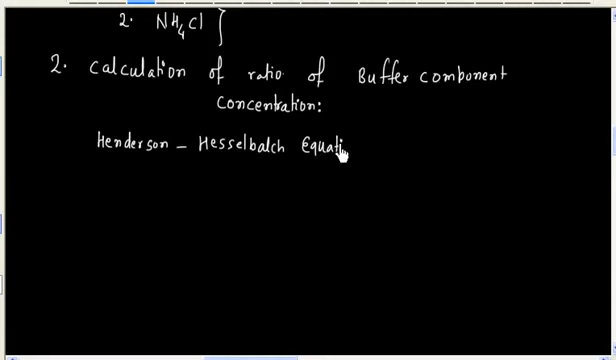 2. NH4Cl }
2. Calculation of ratio of Buffer component
Concentration:
Henderson - Hesselbalch Equati